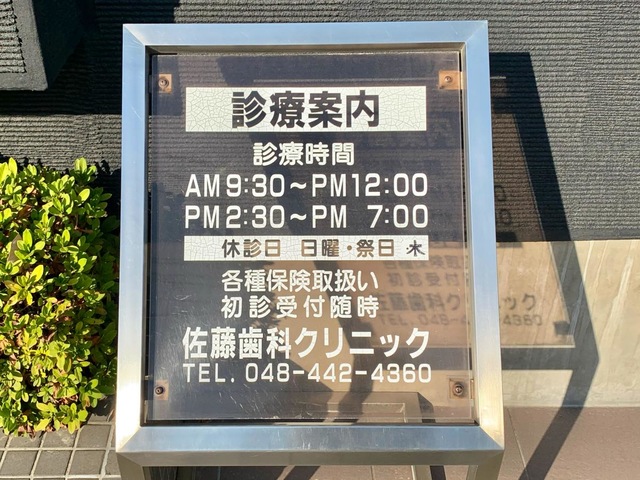 診療案内
診療時間
AM9:30～PM12:00
PM2:30～PM 7:00
休診日 日曜・祭日 木
各種保険取扱い
初診受付随時
佐藤歯科クリニック
TEL. 048-442-4360